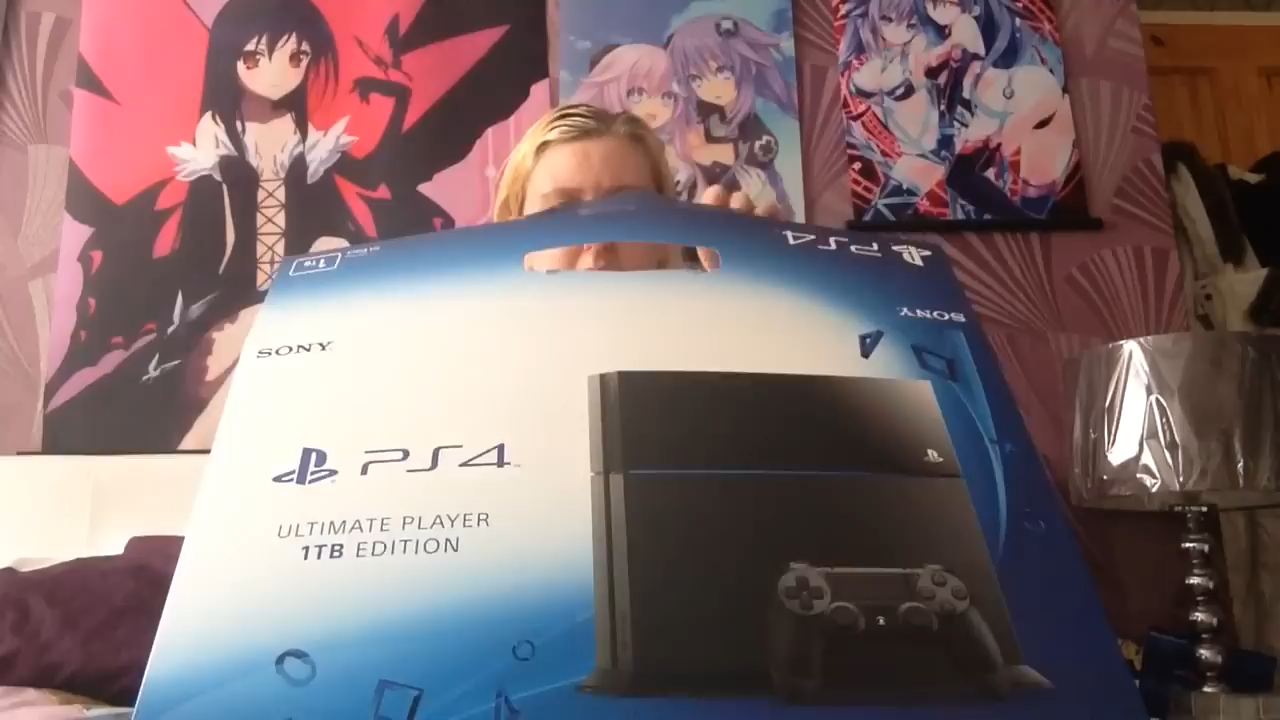 1TB
PS4
SONY
SONY
PS4
ULTIMATE PLAYER
1TB EDITION